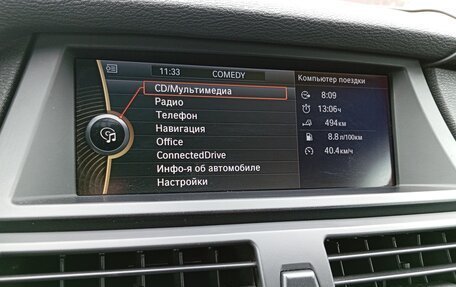 11:33 COMEDY
CD/Мультимедиа
Радио
Телефон
Навигация
Office
ConnectedDrive
Инфо-я об автомобиле
Настройки
Компьютер поездки
8:09
13:06ч
494км
8.8л/100км
40.4км/ч